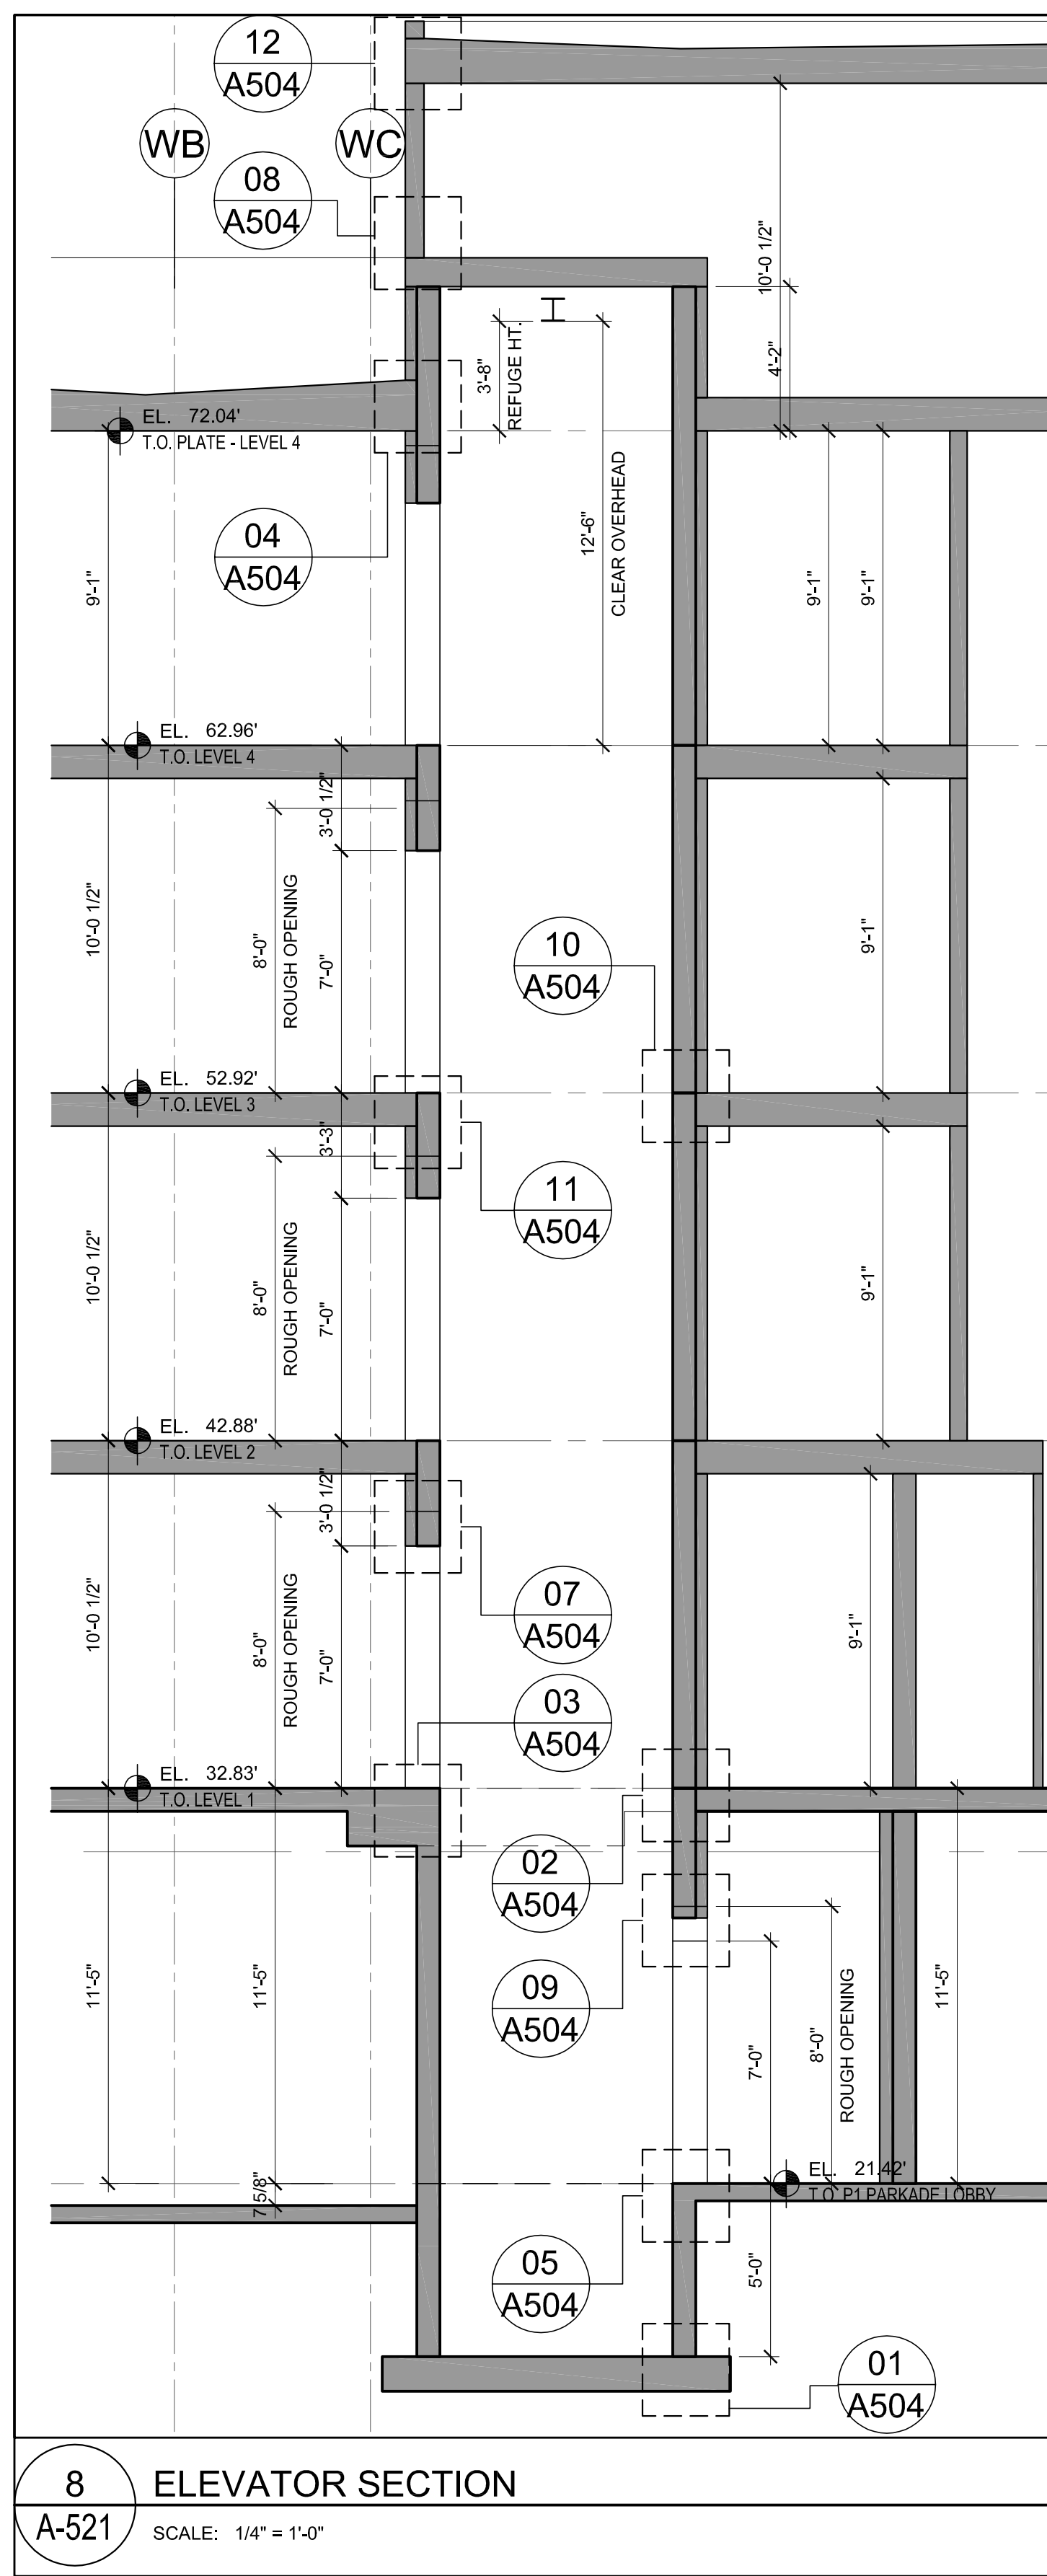 12
A504
WB
WC
08
A504
10'-0 1/2"
4'-2"
3'-8"
REFUGE HT.
EL. 72.04'
T.O. PLATE - LEVEL 4
12'-6"
CLEAR OVERHEAD
04
A504
9'-1"
9'-1"
9'-1"
EL. 62.96'
T.O. LEVEL 4
3'-0 1/2"
10'-0 1/2"
8'-0"
ROUGH OPENING
7'-0"
10
A504
9'-1"
EL. 52.92'
T.O. LEVEL 3
3'-3"
11
A504
10'-0 1/2"
8'-0"
ROUGH OPENING
7'-0"
9'-1"
EL. 42.88'
T.O. LEVEL 2
3'-0 1/2"
07
A504
10'-0 1/2"
8'-0"
ROUGH OPENING
7'-0"
9'-1"
03
A504
EL. 32.83'
T.O. LEVEL 1
02
A504
09
A504
11'-5"
11'-5"
7'-0"
8'-0"
ROUGH OPENING
11'-5"
EL. 21.42'
T.O. P1 PARKADE LOBBY
7 5/8"
05
A504
5'-0"
01
A504
8
A-521
ELEVATOR SECTION
SCALE: 1/4" = 1'-0"